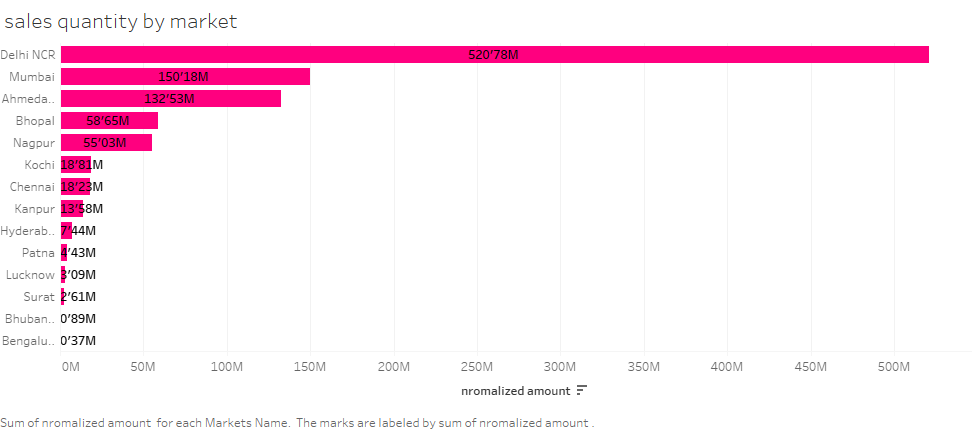 sales quantity by market
Delhi NCR 520’78M
Mumbai 150’18M
Ahmeda.. 132’53M
Bhopal 58’65M
Nagpur 55’03M
Kochi 18’81M
Chennai 18’23M
Kanpur 13’58M
Hyderab.. 7’44M
Patna 4’43M
Lucknow 3’09M
Surat 2’61M
Bhuban.. 0’89M
Bengalu.. 0’37M
0M 50M 100M 150M 200M 250M 300M 350M 400M 450M 500M
nromalized amount
Sum of nromalized amount for each Markets Name. The marks are labeled by sum of nromalized amount .